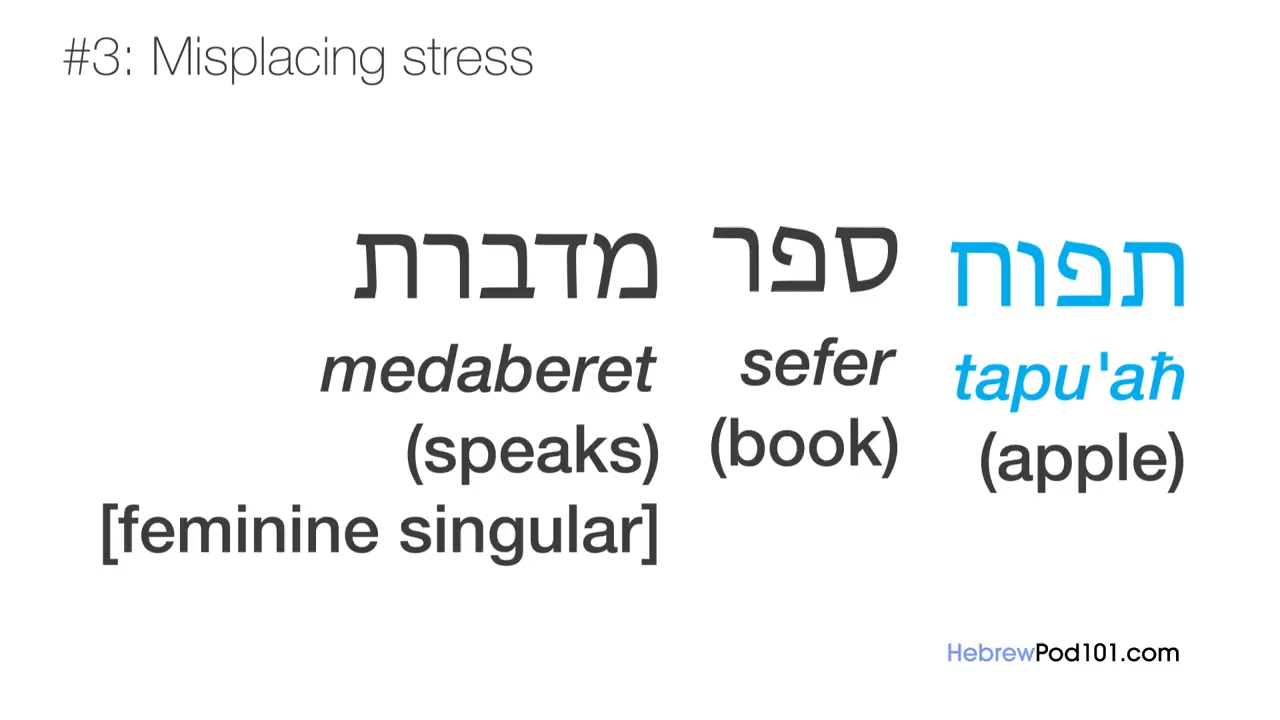 #3: Misplacing stress
תפוח
tapu'aħ
(apple)
ספר
sefer
(book)
מדברת
medaberet
(speaks)
[feminine singular]
HebrewPod101.com